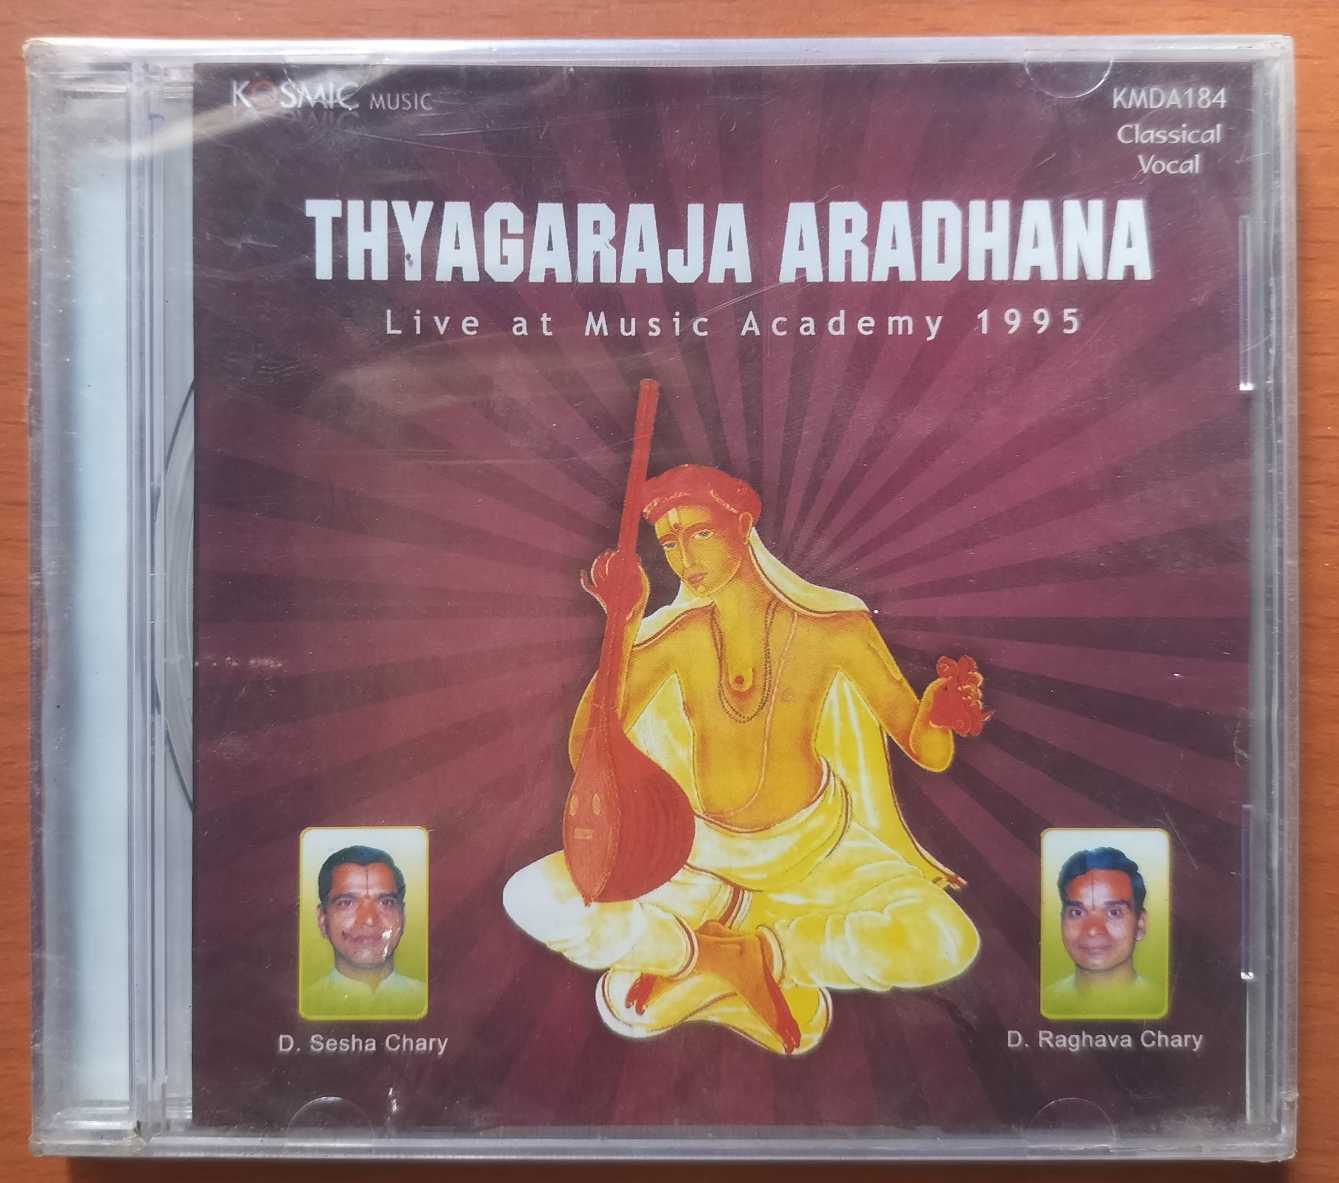 KOSMIC MUSIC
KMDA184
Classical
Vocal
THYAGARAJA ARADHANA
Live at Music Academy 1995
D. Sesha Chary
D. Raghava Chary